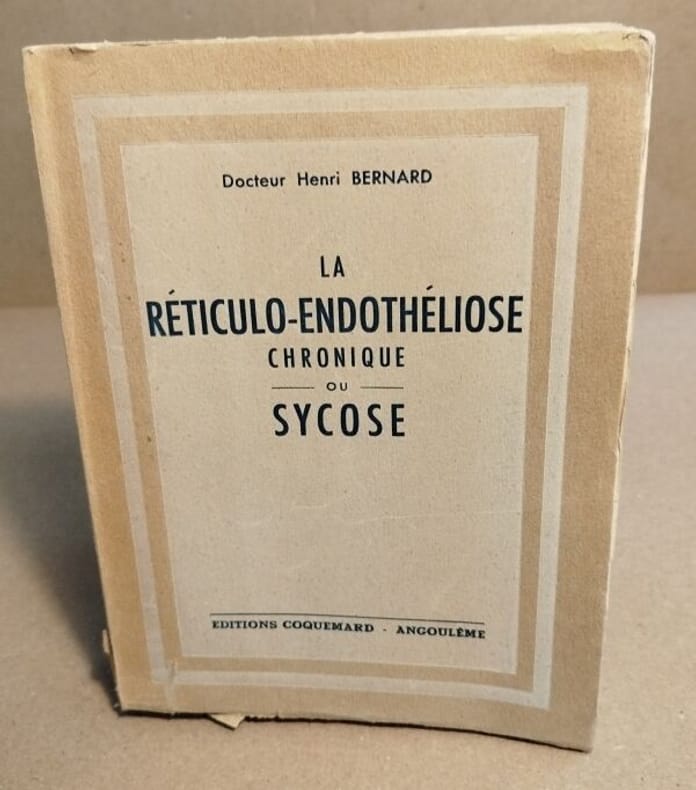 Docteur Henri BERNARD
LA
RÉTICULO-ENDOTHÉLIOSE
CHRONIQUE
OU
SYCOSE
EDITIONS COQUEMARD - ANGOULÊME